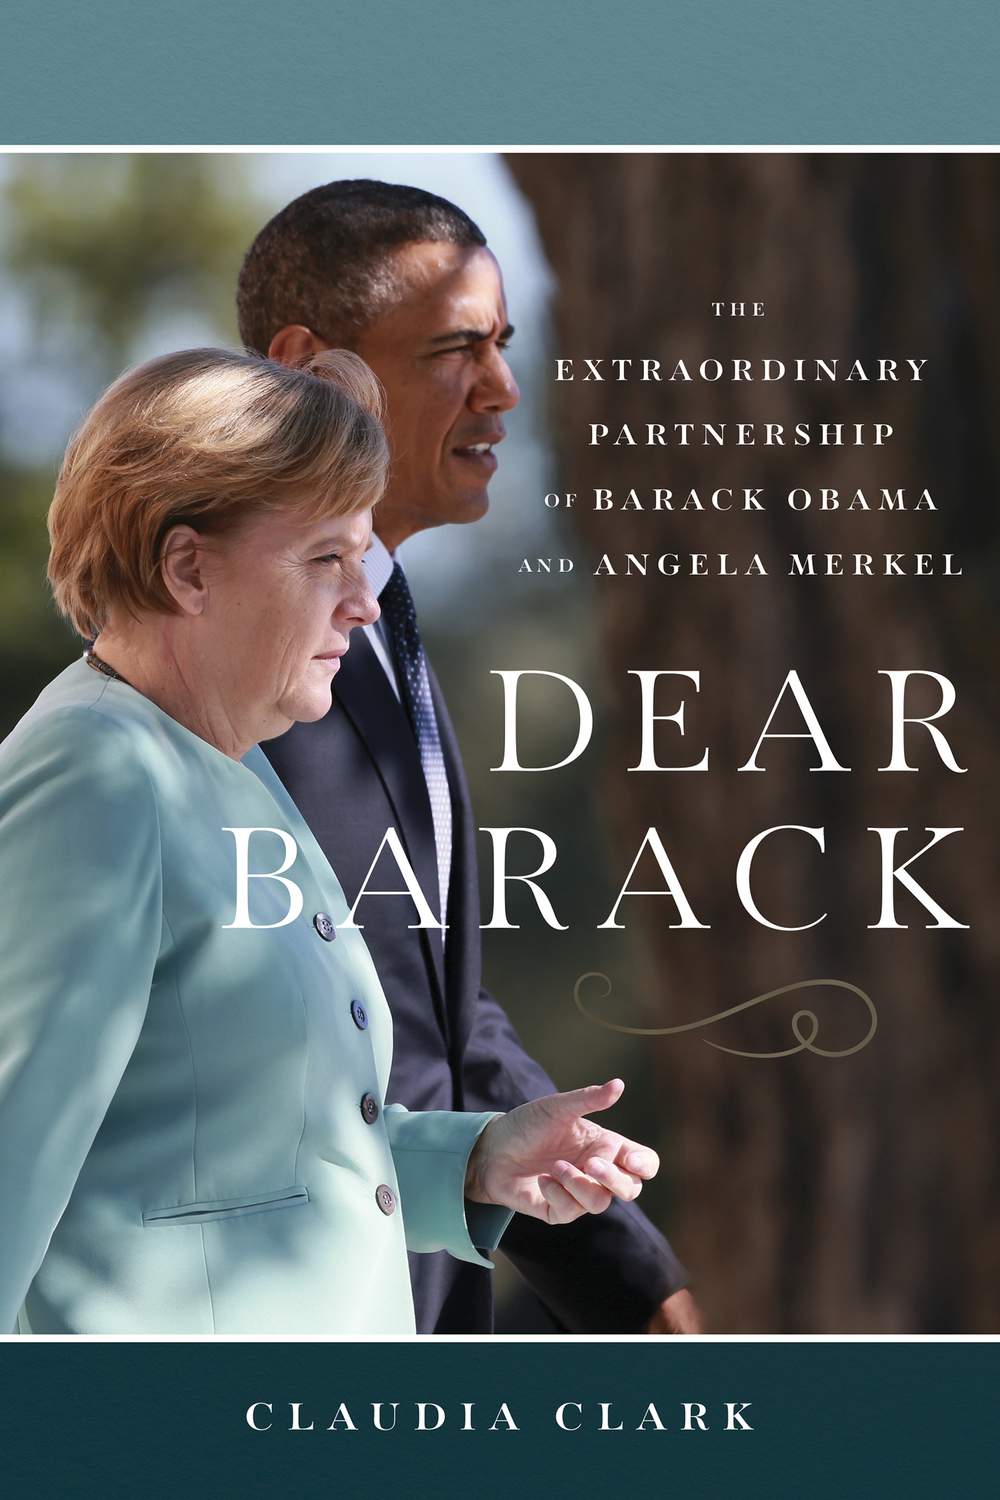 THE
EXTRAORDINARY
PARTNERSHIP
OF BARACK OBAMA
AND ANGELA MERKEL
DEAR
BARACK
CLAUDIA CLARK